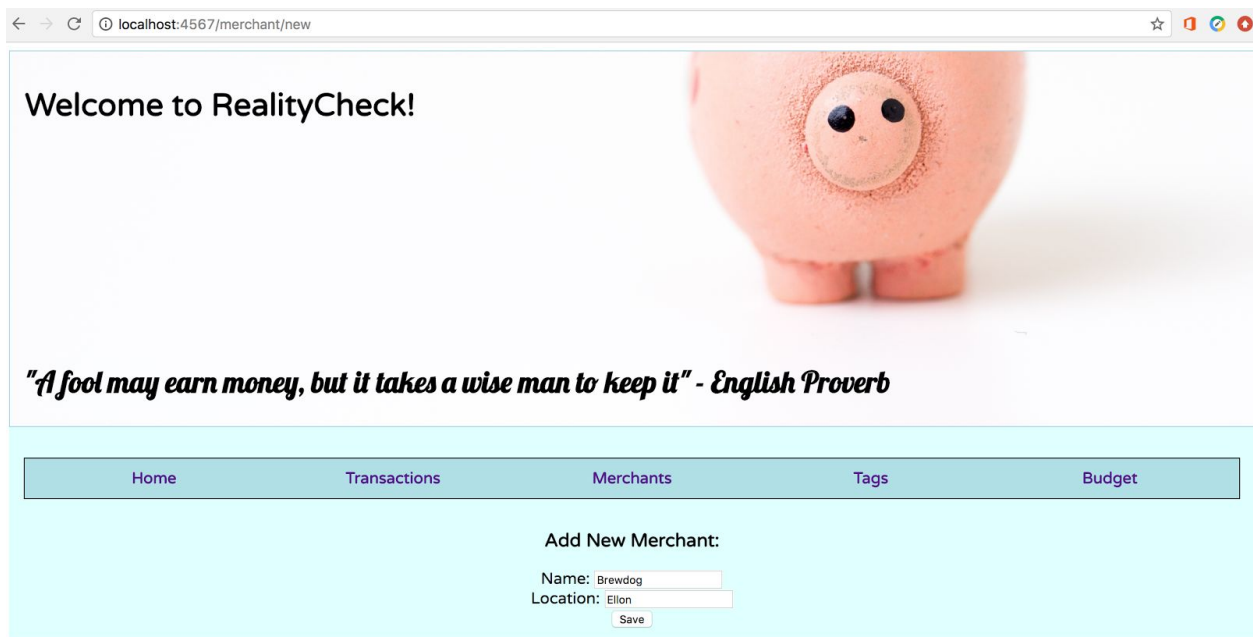 localhost:4567/merchant/new
Welcome to RealityCheck!
"A fool may earn money, but it takes a wise man to keep it" - English Proverb
Home Transactions Merchants Tags Budget
Add New Merchant:
Name: Brewdog
Location: Ellon
Save